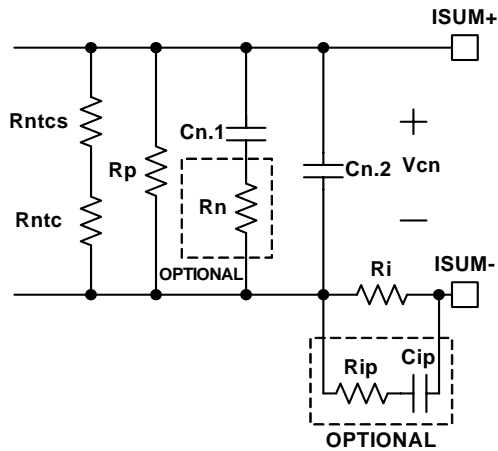 ISUM+
Rntcs
Cn.1
+
Rp
Cn.2
Vcn
Rntc
Rn
−
OPTIONAL
Ri
ISUM-
Rip
Cip
OPTIONAL